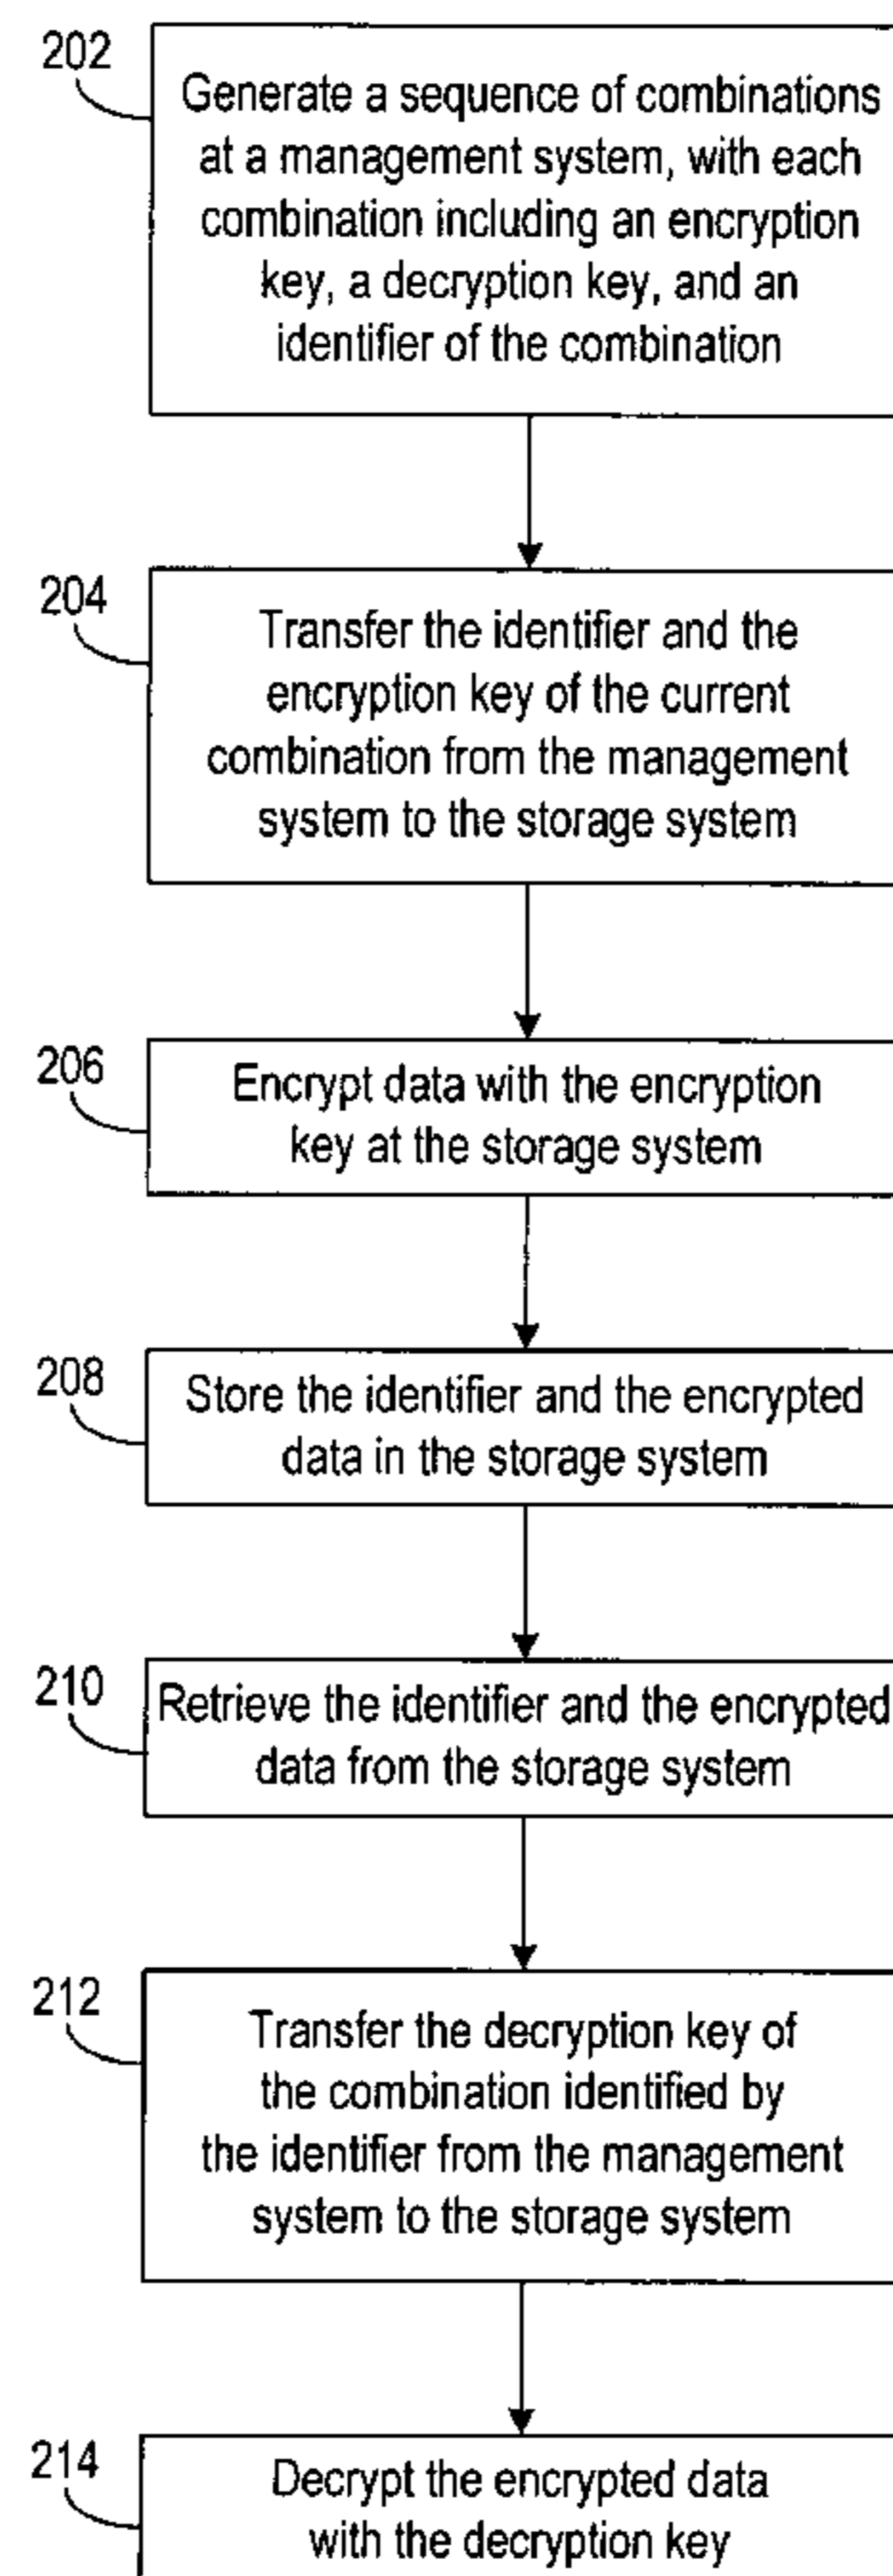 202
Generate a sequence of combinations
at a management system, with each
combination including an encryption
key, a decryption key, and an
identifier of the combination
204
Transfer the identifier and the
encryption key of the current
combination from the management
system to the storage system
206
Encrypt data with the encryption
key at the storage system
208
Store the identifier and the encrypted
data in the storage system
210
Retrieve the identifier and the encrypted
data from the storage system
212
Transfer the decryption key of
the combination identified by
the identifier from the management
system to the storage system
214
Decrypt the encrypted data
with the decryption key